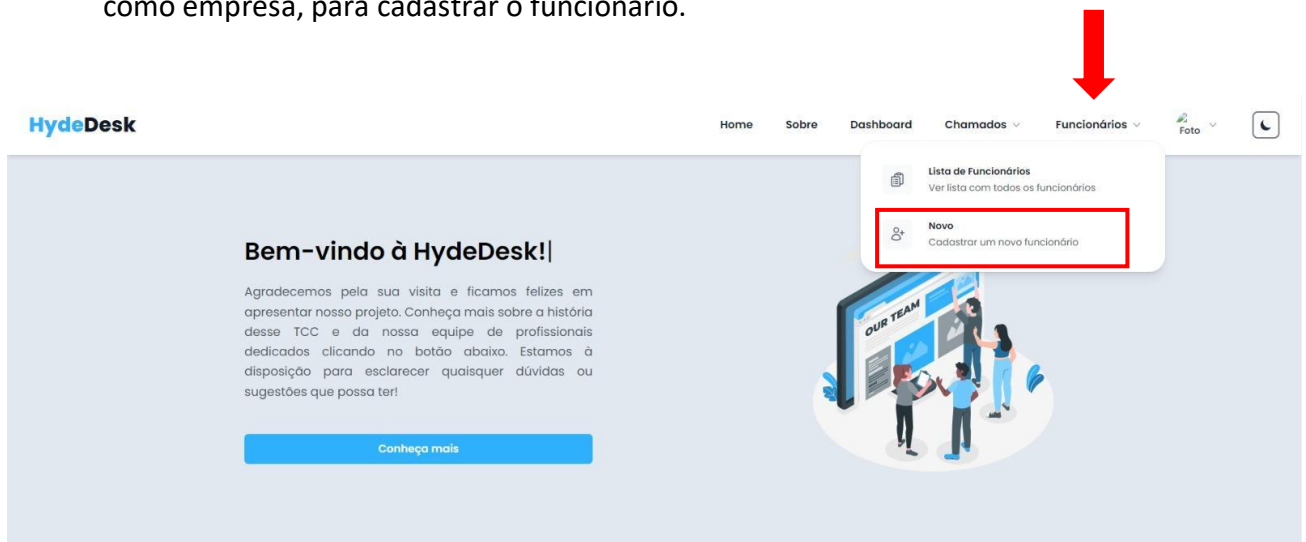 como empresa, para cadastrar o funcionário.
HydeDesk
Home Sobre Dashboard Chamados Funcionários Foto
Lista de Funcionários
Ver lista com todos os funcionários
Novo
Cadastrar um novo funcionário
Bem-vindo à HydeDesk!|
Agradecemos pela sua visita e ficamos felizes em
apresentar nosso projeto. Conheça mais sobre a história
desse TCC e da nossa equipe de profissionais
dedicados clicando no botão abaixo. Estamos à
disposição para esclarecer quaisquer dúvidas ou
sugestões que possa ter!
Conheça mais
OUR TEAM